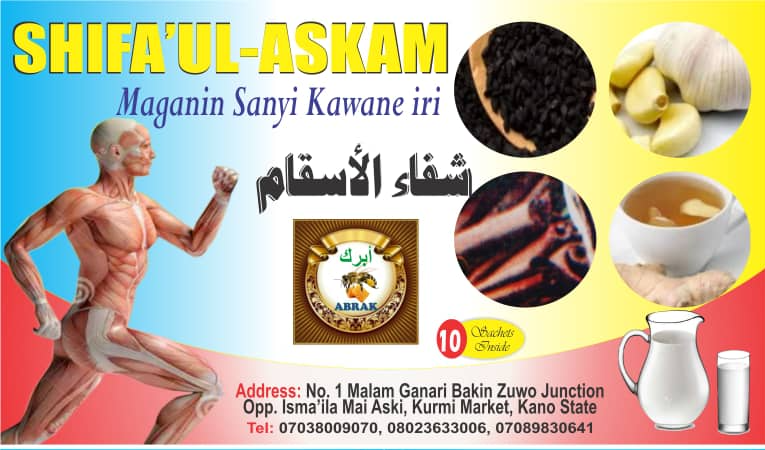 SHIFA'UL-ASKAM
Maganin Sanyi Kawane iri
شفاء الأسقام
أبرك
ABRAK
10 Sachets
Inside
Address: No. 1 Malam Ganari Bakin Zuwo Junction
Opp. Isma'ila Mai Aski, Kurmi Market, Kano State
Tel: 07038009070, 08023633006, 07089830641